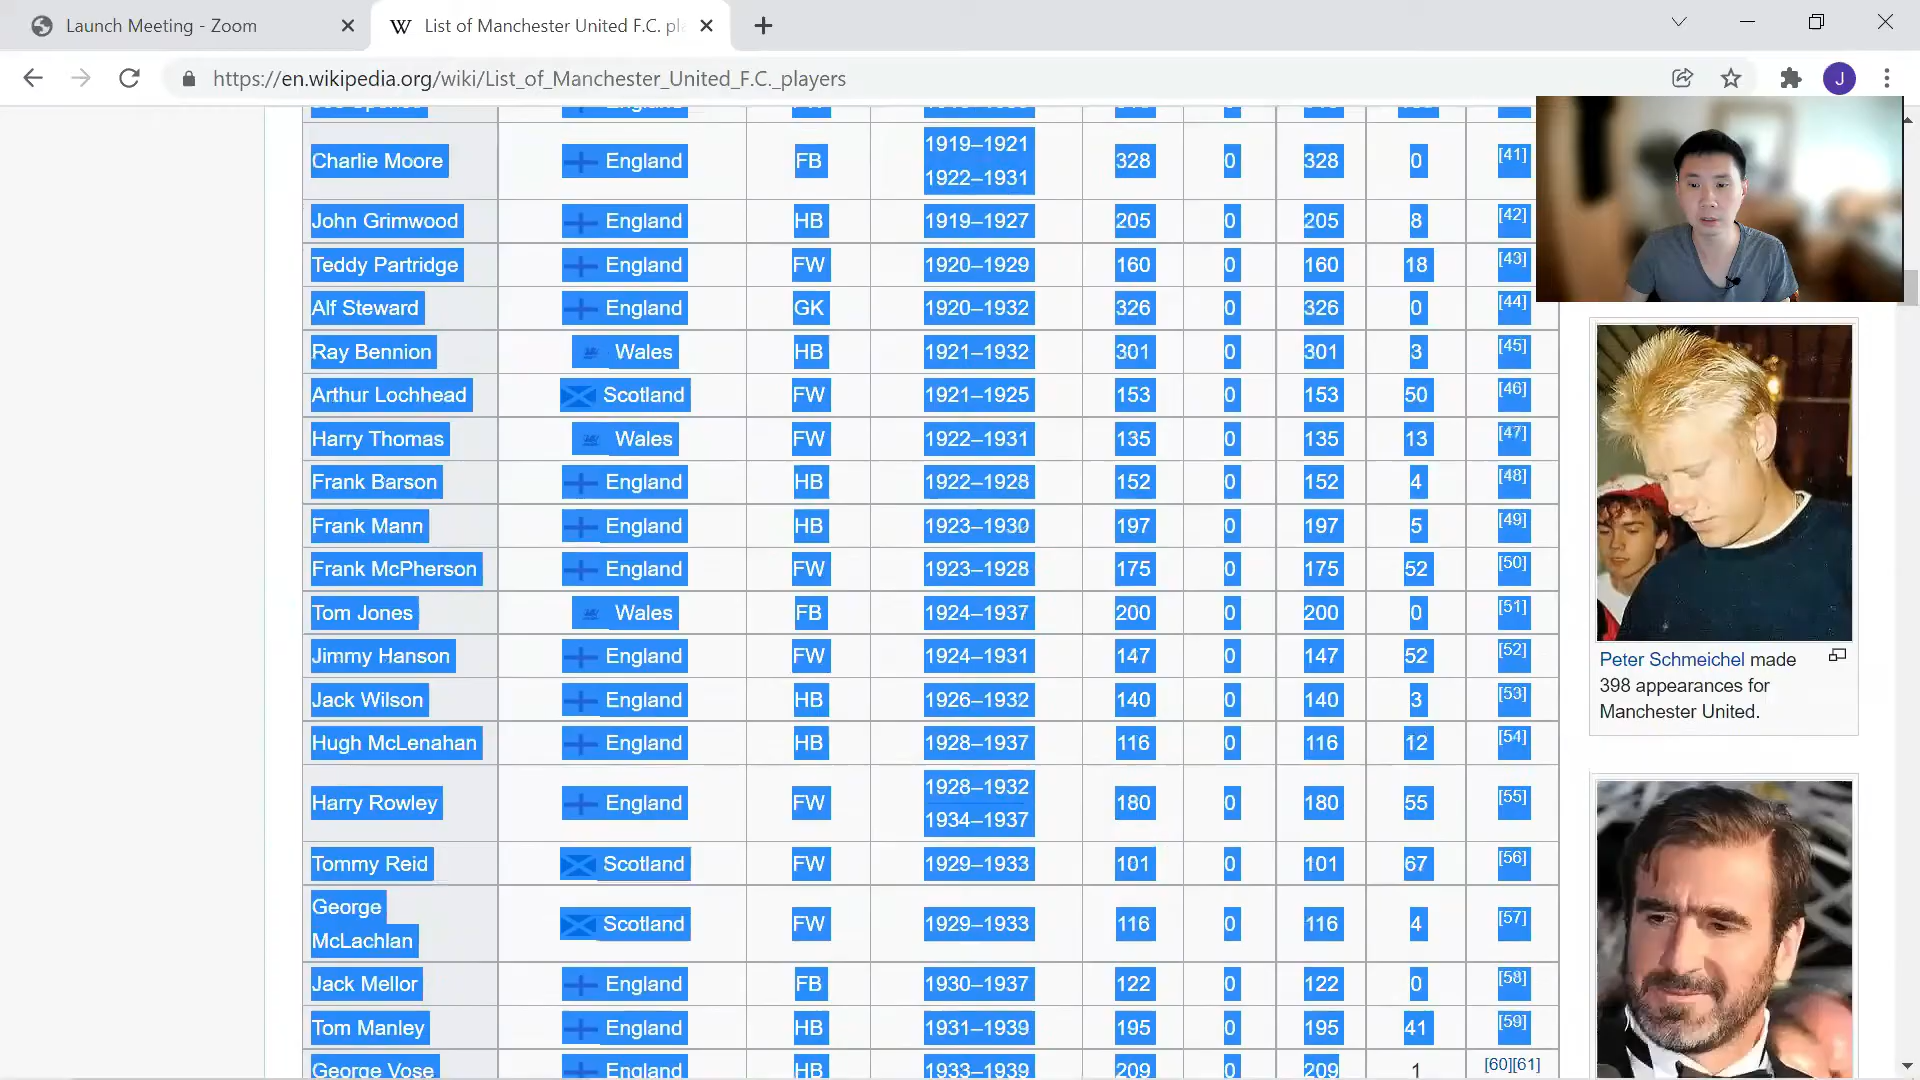 Launch Meeting - Zoom
List of Manchester United F.C. pl
https://en.wikipedia.org/wiki/List_of_Manchester_United_F.C._players
J
Charlie Moore England FB 1919–1921 1922–1931 328 0 328 0 [41]
John Grimwood England HB 1919–1927 205 0 205 8 [42]
Teddy Partridge England FW 1920–1929 160 0 160 18 [43]
Alf Steward England GK 1920–1932 326 0 326 0 [44]
Ray Bennion Wales HB 1921–1932 301 0 301 3 [45]
Arthur Lochhead Scotland FW 1921–1925 153 0 153 50 [46]
Harry Thomas Wales FW 1922–1931 135 0 135 13 [47]
Frank Barson England HB 1922–1928 152 0 152 4 [48]
Frank Mann England HB 1923–1930 197 0 197 5 [49]
Frank McPherson England FW 1923–1928 175 0 175 52 [50]
Tom Jones Wales FB 1924–1937 200 0 200 0 [51]
Jimmy Hanson England FW 1924–1931 147 0 147 52 [52]
Jack Wilson England HB 1926–1932 140 0 140 3 [53]
Hugh McLenahan England HB 1928–1937 116 0 116 12 [54]
Harry Rowley England FW 1928–1932 1934–1937 180 0 180 55 [55]
Tommy Reid Scotland FW 1929–1933 101 0 101 67 [56]
George McLachlan Scotland FW 1929–1933 116 0 116 4 [57]
Jack Mellor England FB 1930–1937 122 0 122 0 [58]
Tom Manley England HB 1931–1939 195 0 195 41 [59]
George Vose England HB 1933–1939 209 0 209 1 [60][61]
Peter Schmeichel made
398 appearances for
Manchester United.